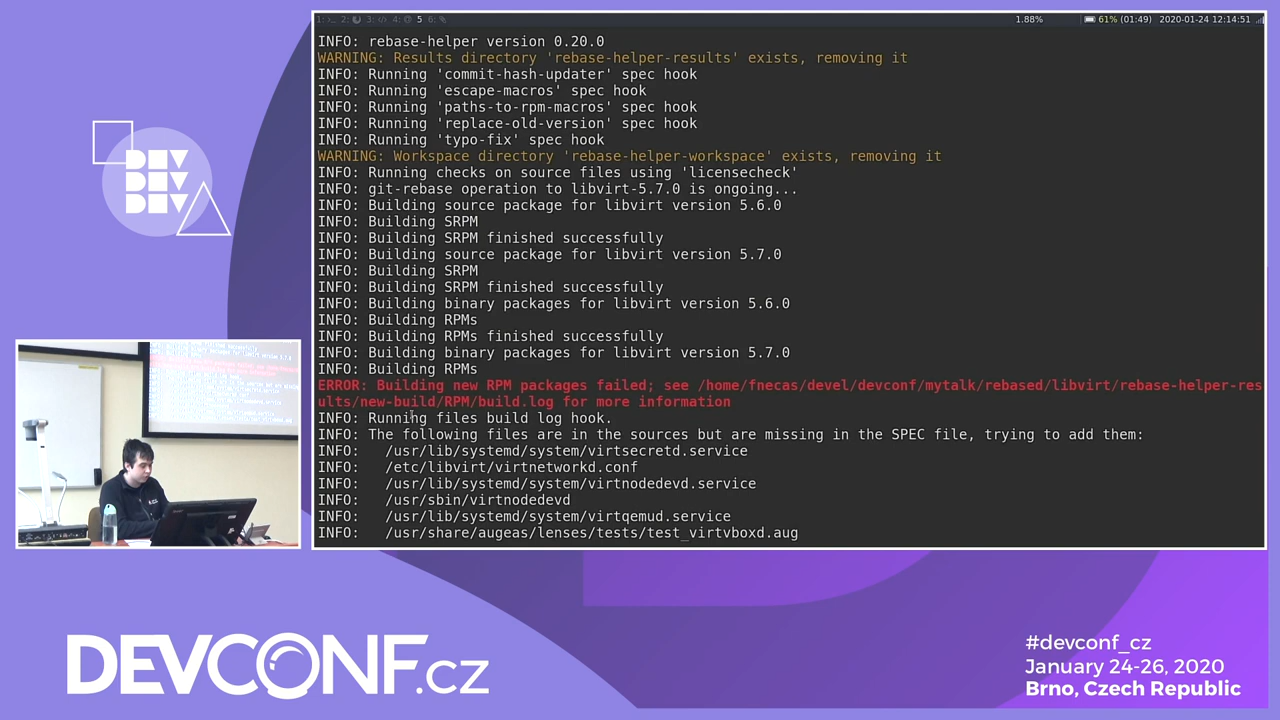 1: 2: 3: 4: 5 6: 1.88% 61% (01:49) 2020-01-24 12:14:51
INFO: rebase-helper version 0.20.0
WARNING: Results directory 'rebase-helper-results' exists, removing it
INFO: Running 'commit-hash-updater' spec hook
INFO: Running 'escape-macros' spec hook
INFO: Running 'paths-to-rpm-macros' spec hook
INFO: Running 'replace-old-version' spec hook
INFO: Running 'typo-fix' spec hook
WARNING: Workspace directory 'rebase-helper-workspace' exists, removing it
INFO: Running checks on source files using 'licensecheck'
INFO: git-rebase operation to libvirt-5.7.0 is ongoing...
INFO: Building source package for libvirt version 5.6.0
INFO: Building SRPM
INFO: Building SRPM finished successfully
INFO: Building source package for libvirt version 5.7.0
INFO: Building SRPM
INFO: Building SRPM finished successfully
INFO: Building binary packages for libvirt version 5.6.0
INFO: Building RPMs
INFO: Building RPMs finished successfully
INFO: Building binary packages for libvirt version 5.7.0
INFO: Building RPMs
ERROR: Building new RPM packages failed; see /home/fnecas/devel/devconf/mytalk/rebased/libvirt/rebase-helper-res
ults/new-build/RPM/build.log for more information
INFO: Running files build log hook.
INFO: The following files are in the sources but are missing in the SPEC file, trying to add them:
INFO: /usr/lib/systemd/system/virtsecretd.service
INFO: /etc/libvirt/virtnetworkd.conf
INFO: /usr/lib/systemd/system/virtnodedevd.service
INFO: /usr/sbin/virtnodedevd
INFO: /usr/lib/systemd/system/virtqemud.service
INFO: /usr/share/augeas/lenses/tests/test_virtvboxd.aug
DEV
DEV
DEV
DEVCONF.cz
#devconf_cz
January 24-26, 2020
Brno, Czech Republic